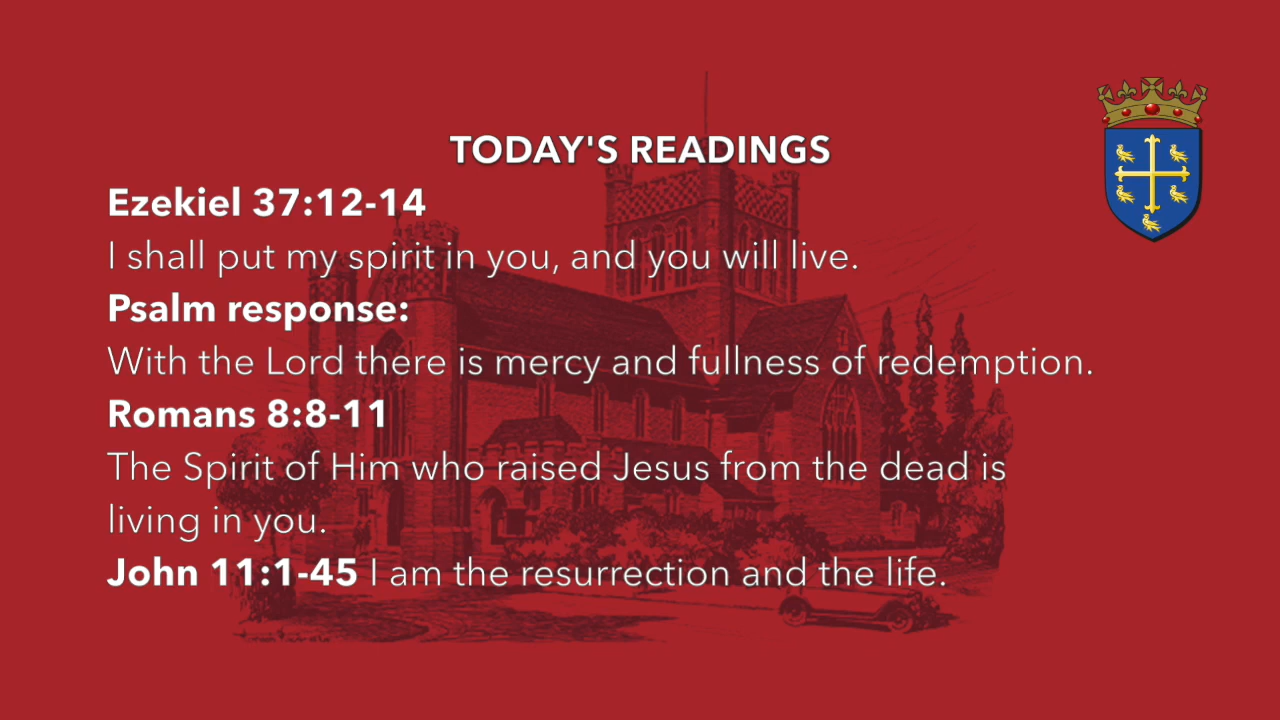 TODAY'S READINGS
Ezekiel 37:12-14
I shall put my spirit in you, and you will live.
Psalm response:
With the Lord there is mercy and fullness of redemption.
Romans 8:8-11
The Spirit of Him who raised Jesus from the dead is
living in you.
John 11:1-45 I am the resurrection and the life.